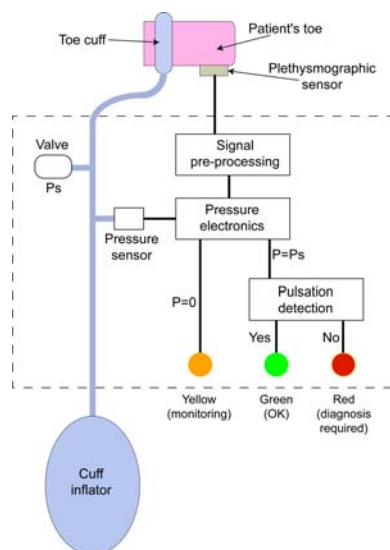 Toe cuff
Patient's toe
Plethysmographic
sensor
Valve
Ps
Signal
pre-processing
Pressure
electronics
Pressure
sensor
P=Ps
P=0
Pulsation
detection
Yes
No
Yellow
(monitoring)
Green
(OK)
Red
(diagnosis
required)
Cuff
inflator